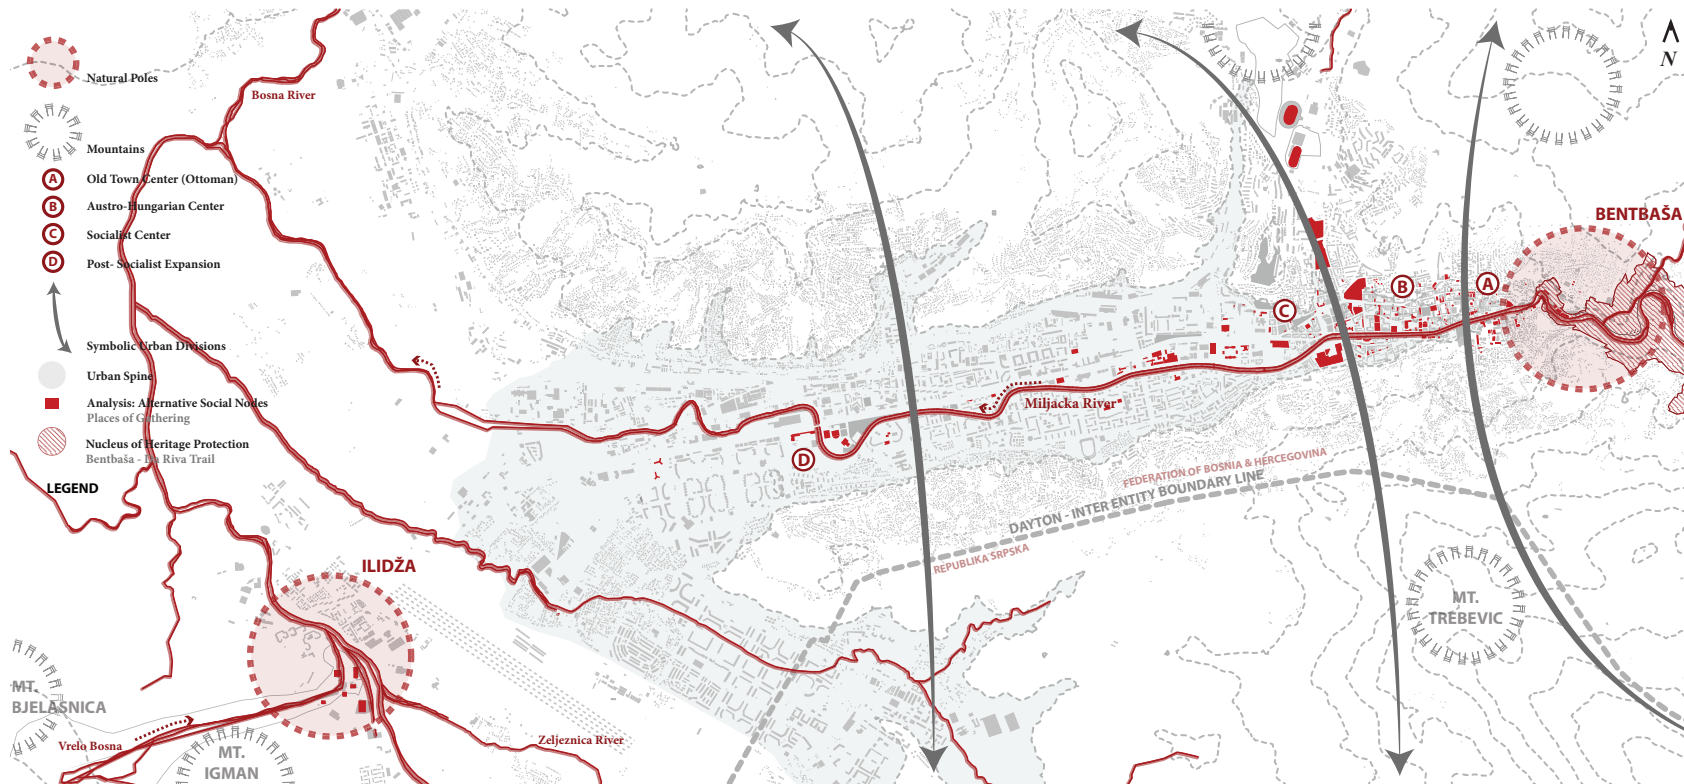 Natural Poles
Mountains
A
Old Town Center (Ottoman)
B
Austro-Hungarian Center
C
Socialist Center
D
Post- Socialist Expansion
Symbolic Urban Divisions
Urban Spine
Analysis: Alternative Social Nodes
Places of Gathering
Nucleus of Heritage Protection
Bentbaša - La Riva Trail
LEGEND
Bosna River
N
BENTBAŠA
A
B
C
D
Miljacka River
FEDERATION OF BOSNIA & HERCEGOVINA
DAYTON - INTER ENTITY BOUNDARY LINE
REPUBLIKA SRPSKA
ILIDŽA
MT.
TREBEVIC
MT.
BJELASNICA
Vrelo Bosna
MT.
IGMAN
Zeljeznica River